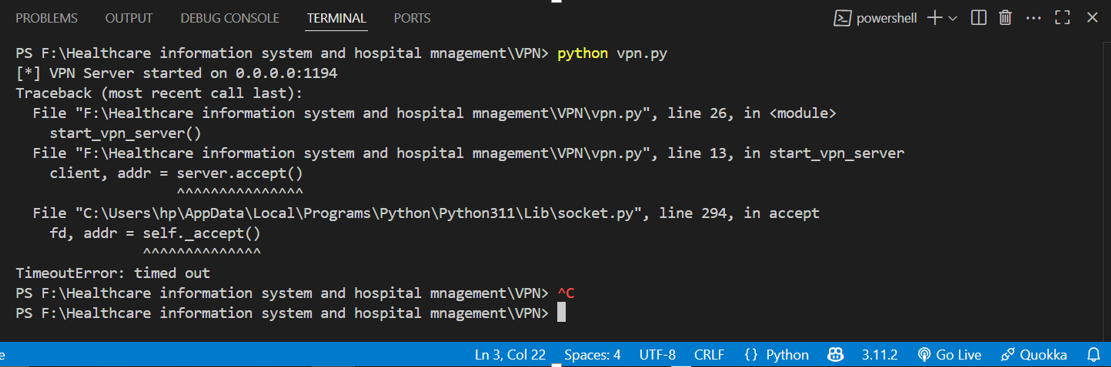 PROBLEMS OUTPUT DEBUG CONSOLE TERMINAL PORTS powershell
PS F:\Healthcare information system and hospital mnagement\VPN> python vpn.py
[*] VPN Server started on 0.0.0.0:1194
Traceback (most recent call last):
  File "F:\Healthcare information system and hospital mnagement\VPN\vpn.py", line 26, in <module>
    start_vpn_server()
  File "F:\Healthcare information system and hospital mnagement\VPN\vpn.py", line 13, in start_vpn_server
    client, addr = server.accept()
                   ^^^^^^^^^^^^^^^
  File "C:\Users\hp\AppData\Local\Programs\Python\Python311\Lib\socket.py", line 294, in accept
    fd, addr = self._accept()
               ^^^^^^^^^^^^^^
TimeoutError: timed out
PS F:\Healthcare information system and hospital mnagement\VPN> ^C
PS F:\Healthcare information system and hospital mnagement\VPN>
e Ln 3, Col 22 Spaces: 4 UTF-8 CRLF {} Python 3.11.2 Go Live Quokka